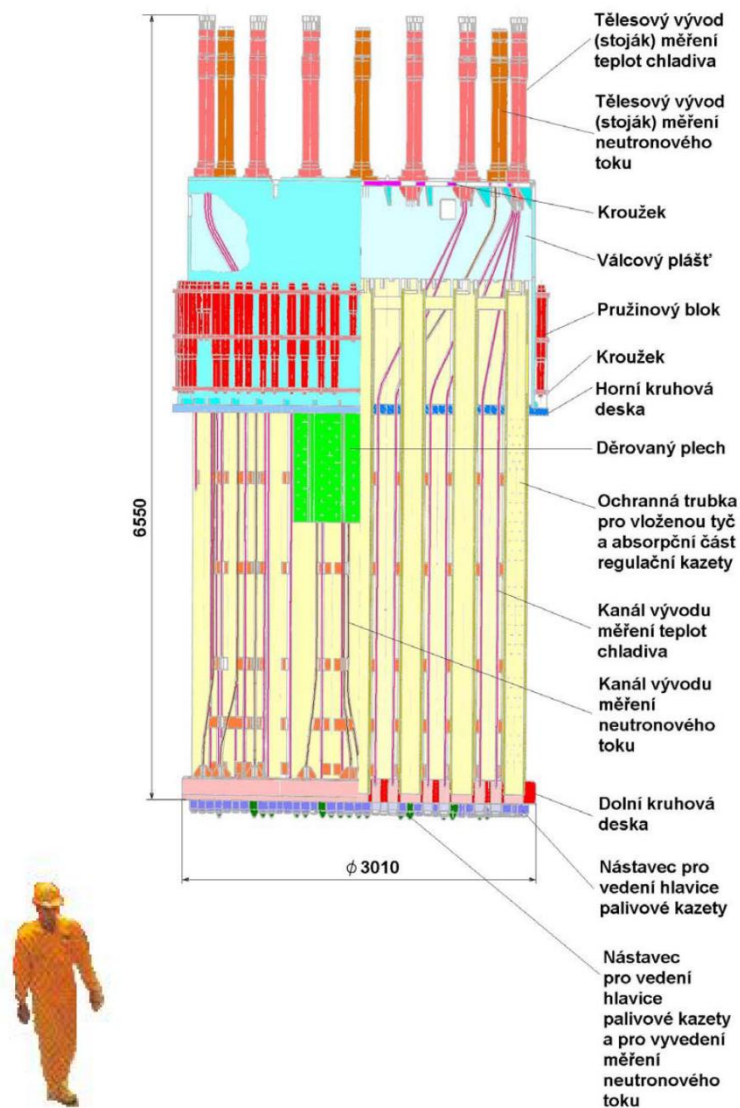 Tělesový vývod
(stoják) měření
teplot chladiva
Tělesový vývod
(stoják) měření
neutronového
toku
Kroužek
Válcový plášť
Pružinový blok
Kroužek
Horní kruhová
deska
Děrovaný plech
Ochranná trubka
pro vloženou tyč
a absorpční část
regulační kazety
Kanál vývodu
měření teplot
chladiva
Kanál vývodu
měření
neutronového
toku
Dolní kruhová
deska
Nástavec pro
vedení hlavice
palivové kazety
Nástavec
pro vedení
hlavice
palivové kazety
a pro vyvedení
měření
neutronového
toku
6550
ϕ 3010